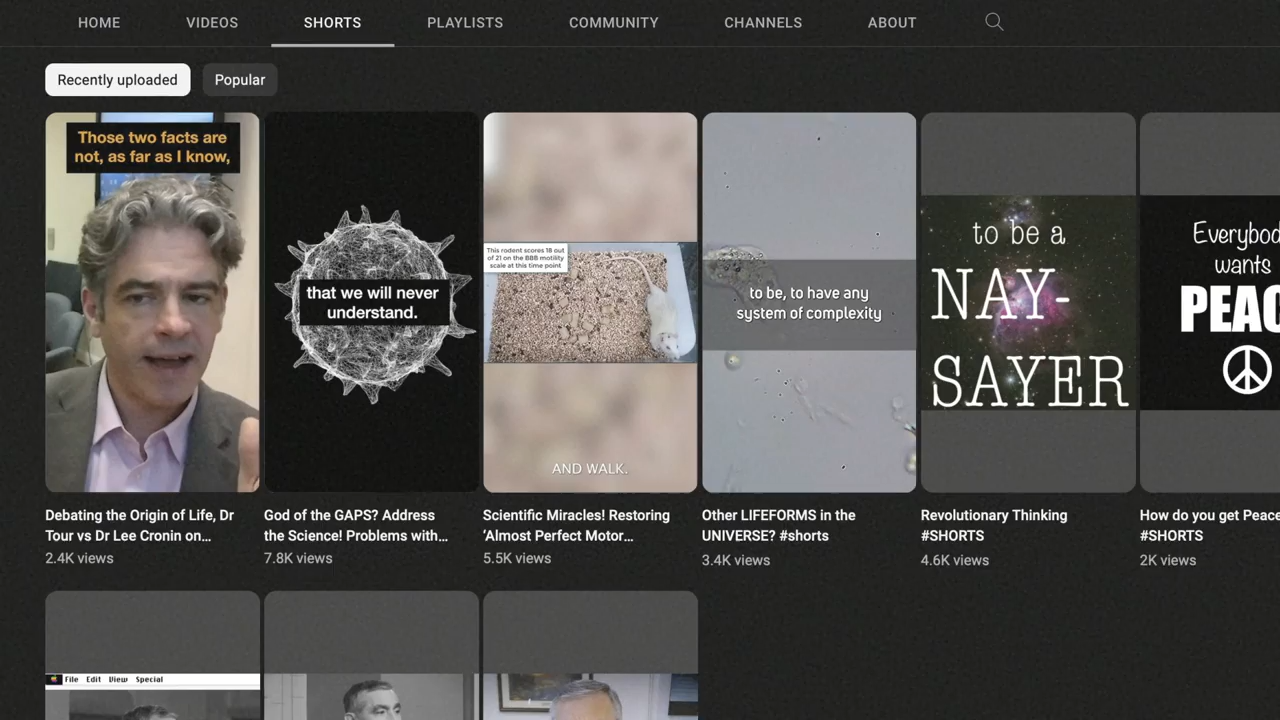 HOME VIDEOS SHORTS PLAYLISTS COMMUNITY CHANNELS ABOUT
Recently uploaded Popular
Those two facts are
not, as far as I know,
that we will never
understand.
This rodent scores 18 out
of 21 on the BBB motility
scale at this time point
AND WALK.
to be, to have any
system of complexity
to be a
NAY-
SAYER
Everybod
wants
PEAC
Debating the Origin of Life, Dr
Tour vs Dr Lee Cronin on...
2.4K views
God of the GAPS? Address
the Science! Problems with...
7.8K views
Scientific Miracles! Restoring
'Almost Perfect Motor...
5.5K views
Other LIFEFORMS in the
UNIVERSE? #shorts
3.4K views
Revolutionary Thinking
#SHORTS
4.6K views
How do you get Peace
#SHORTS
2K views
File Edit View Special